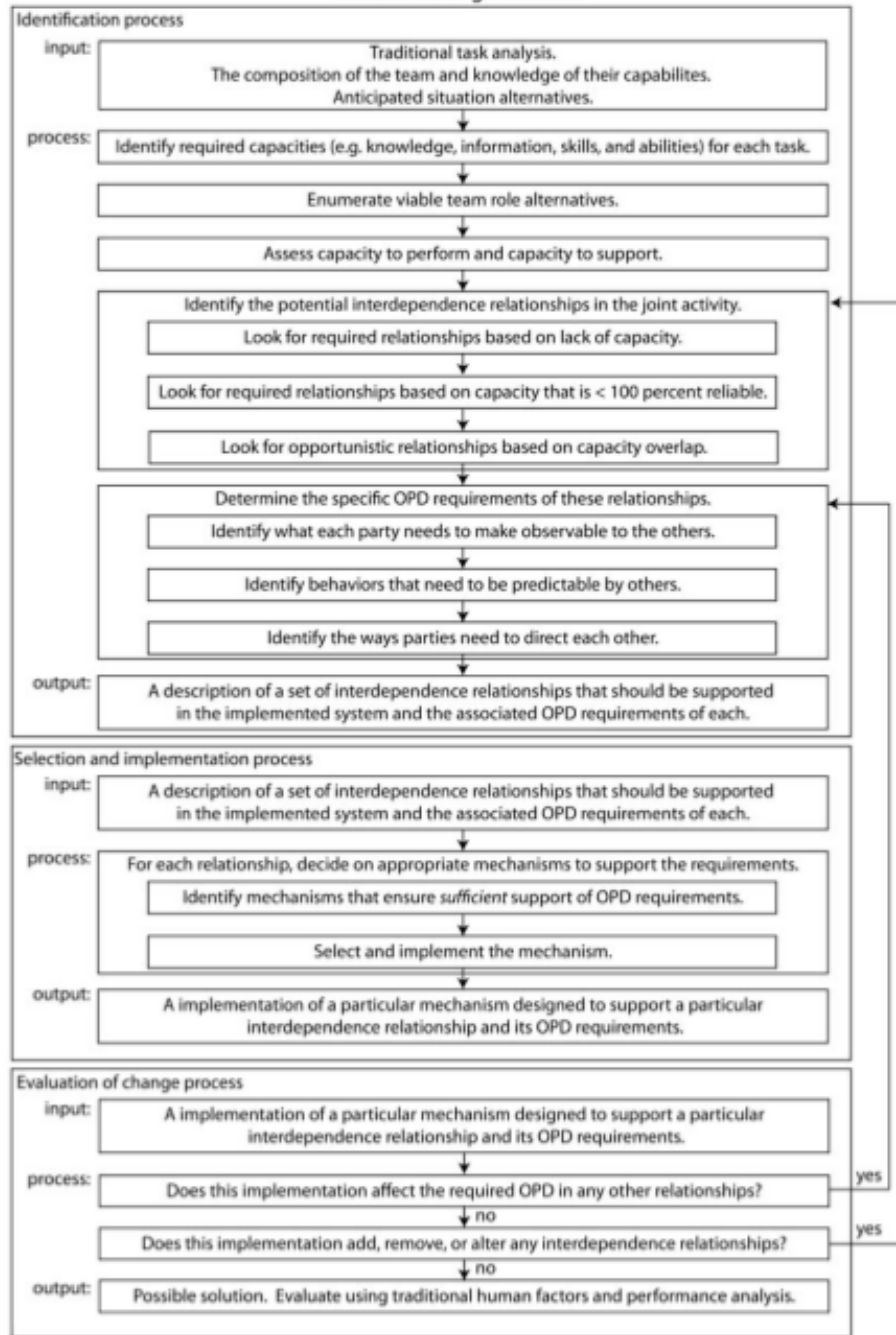 Identification process
input:
Traditional task analysis.
The composition of the team and knowledge of their capabilites.
Anticipated situation alternatives.
process:
Identify required capacities (e.g. knowledge, information, skills, and abilities) for each task.
Enumerate viable team role alternatives.
Assess capacity to perform and capacity to support.
Identify the potential interdependence relationships in the joint activity.
Look for required relationships based on lack of capacity.
Look for required relationships based on capacity that is < 100 percent reliable.
Look for opportunistic relationships based on capacity overlap.
Determine the specific OPD requirements of these relationships.
Identify what each party needs to make observable to the others.
Identify behaviors that need to be predictable by others.
Identify the ways parties need to direct each other.
output:
A description of a set of interdependence relationships that should be supported
in the implemented system and the associated OPD requirements of each.
Selection and implementation process
input:
A description of a set of interdependence relationships that should be supported
in the implemented system and the associated OPD requirements of each.
process:
For each relationship, decide on appropriate mechanisms to support the requirements.
Identify mechanisms that ensure sufficient support of OPD requirements.
Select and implement the mechanism.
output:
A implementation of a particular mechanism designed to support a particular
interdependence relationship and its OPD requirements.
Evaluation of change process
input:
A implementation of a particular mechanism designed to support a particular
interdependence relationship and its OPD requirements.
process:
Does this implementation affect the required OPD in any other relationships?
yes
no
Does this implementation add, remove, or alter any interdependence relationships?
yes
no
output:
Possible solution. Evaluate using traditional human factors and performance analysis.